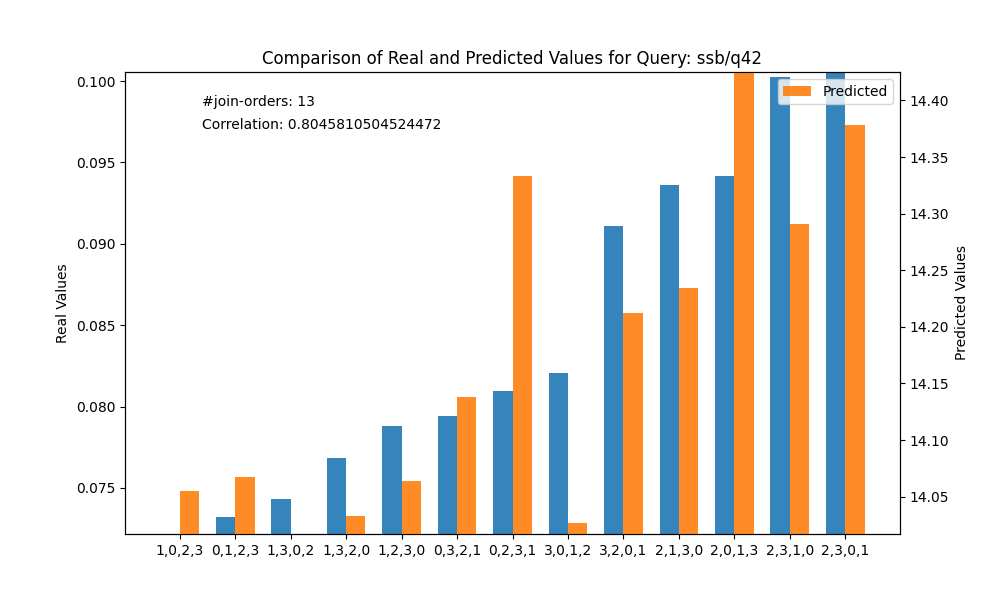 Comparison of Real and Predicted Values for Query: ssb/q42
#join-orders: 13
Correlation: 0.8045810504524472
Predicted
Real Values
0.100
0.095
0.090
0.085
0.080
0.075
14.40
14.35
14.30
14.25
14.20
14.15
14.10
14.05
Predicted Values
1,0,2,3 0,1,2,3 1,3,0,2 1,3,2,0 1,2,3,0 0,3,2,1 0,2,3,1 3,0,1,2 3,2,0,1 2,1,3,0 2,0,1,3 2,3,1,0 2,3,0,1